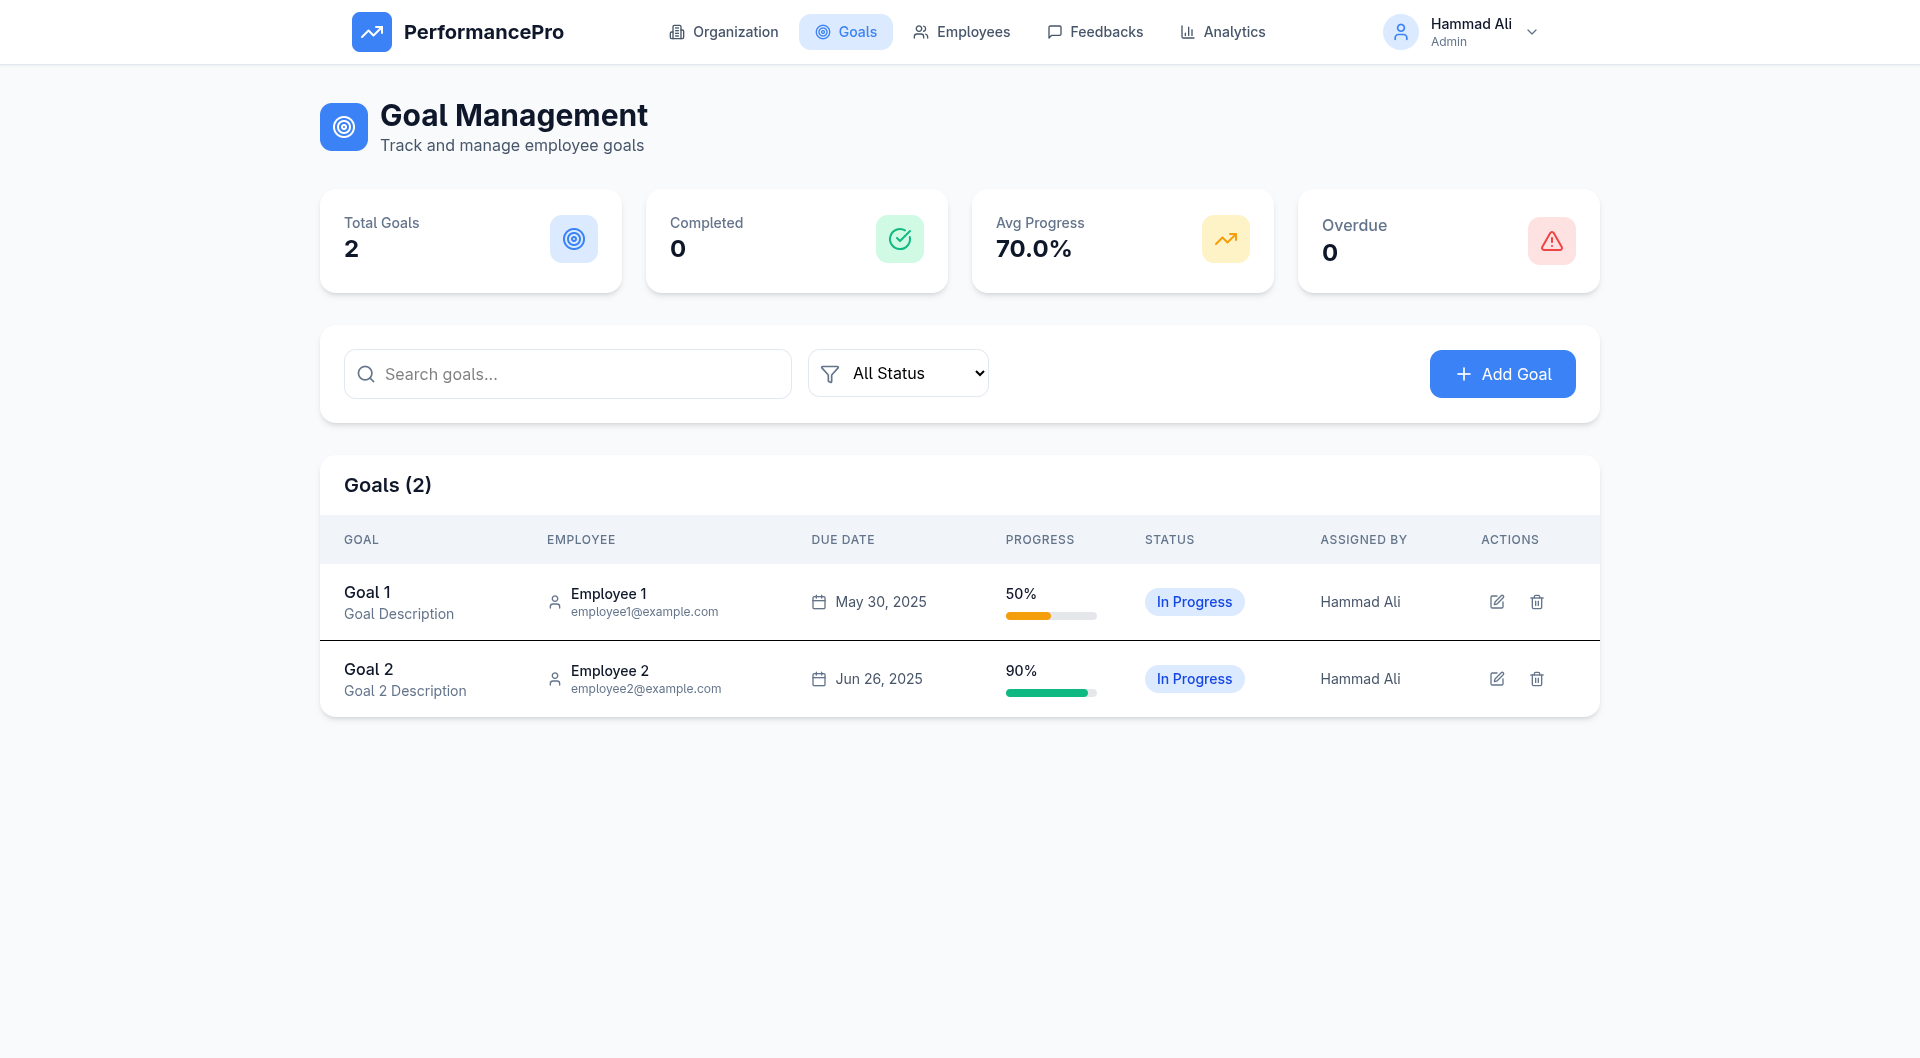 PerformancePro
Organization
Goals
Employees
Feedbacks
Analytics
Hammad Ali
Admin
Goal Management
Track and manage employee goals
Total Goals
2
Completed
0
Avg Progress
70.0%
Overdue
0
Search goals...
All Status
Add Goal
Goals (2)
GOAL EMPLOYEE DUE DATE PROGRESS STATUS ASSIGNED BY ACTIONS
Goal 1
Goal Description
Employee 1
employee1@example.com
May 30, 2025
50%
In Progress
Hammad Ali
Goal 2
Goal 2 Description
Employee 2
employee2@example.com
Jun 26, 2025
90%
In Progress
Hammad Ali